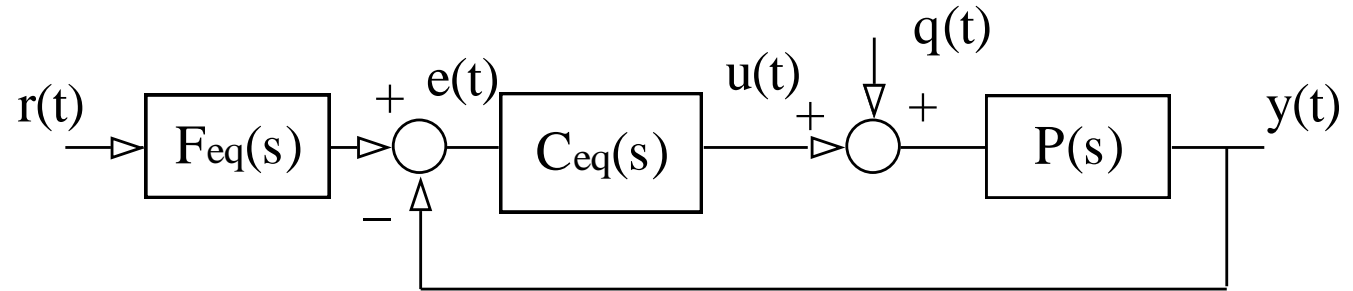 r(t)
Feq(s)
+
−
e(t)
Ceq(s)
u(t)
+
q(t)
+
P(s)
y(t)